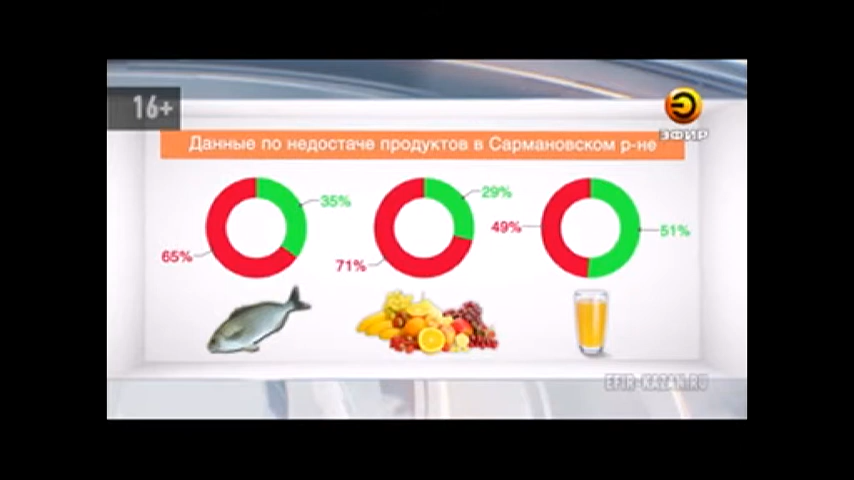 16+
ЭФИР
Данные по недостаче продуктов в Сармановском р-не
35%
65%
29%
71%
49%
51%
EFIR-KAZAN.RU